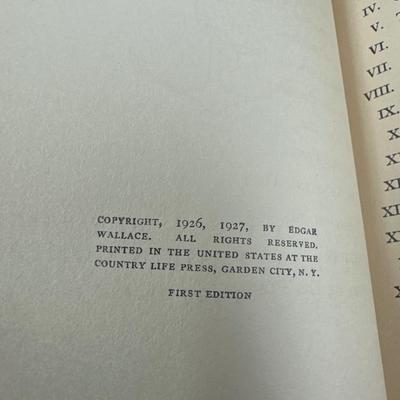 COPYRIGHT, 1926, 1927, BY EDGAR
WALLACE. ALL RIGHTS RESERVED.
PRINTED IN THE UNITED STATES AT THE
COUNTRY LIFE PRESS, GARDEN CITY, N. Y.
FIRST EDITION
IV.
V.
VI.
VII.
VIII.
IX.